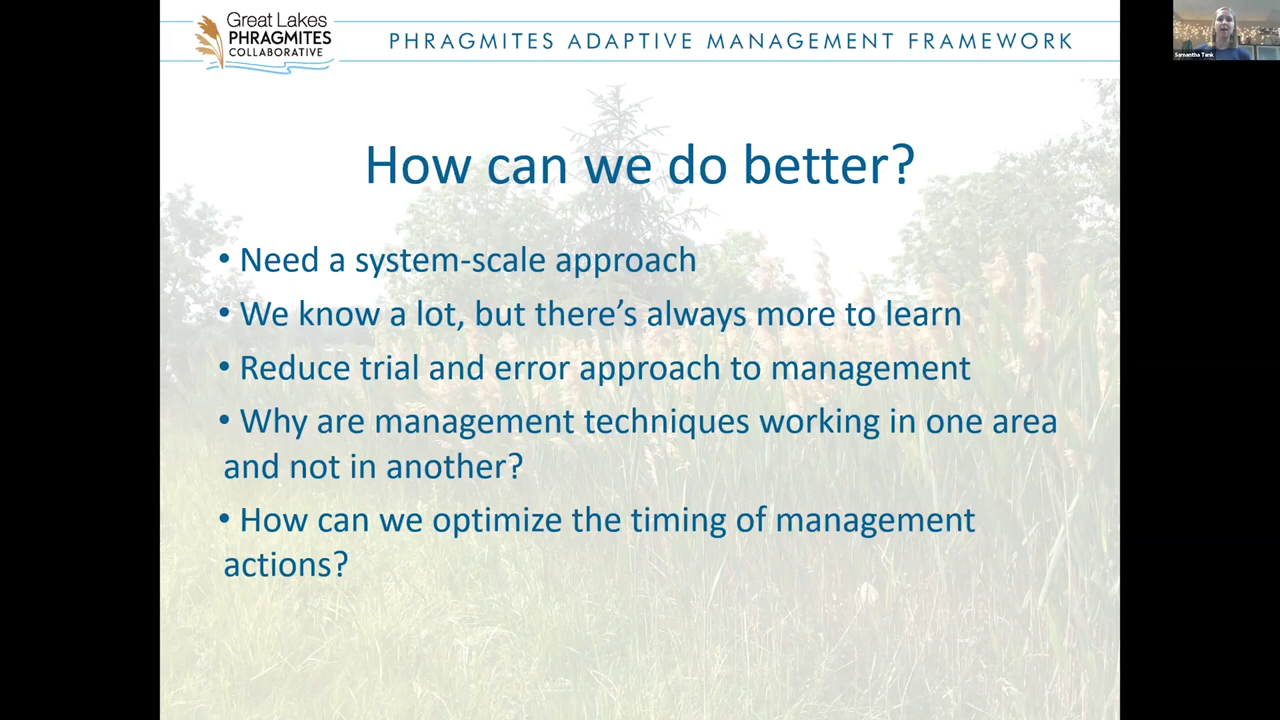 Great Lakes
PHRAGMITES
COLLABORATIVE
PHRAGMITES ADAPTIVE MANAGEMENT FRAMEWORK
Samantha Tank
How can we do better?
• Need a system-scale approach
• We know a lot, but there’s always more to learn
• Reduce trial and error approach to management
• Why are management techniques working in one area
and not in another?
• How can we optimize the timing of management
actions?